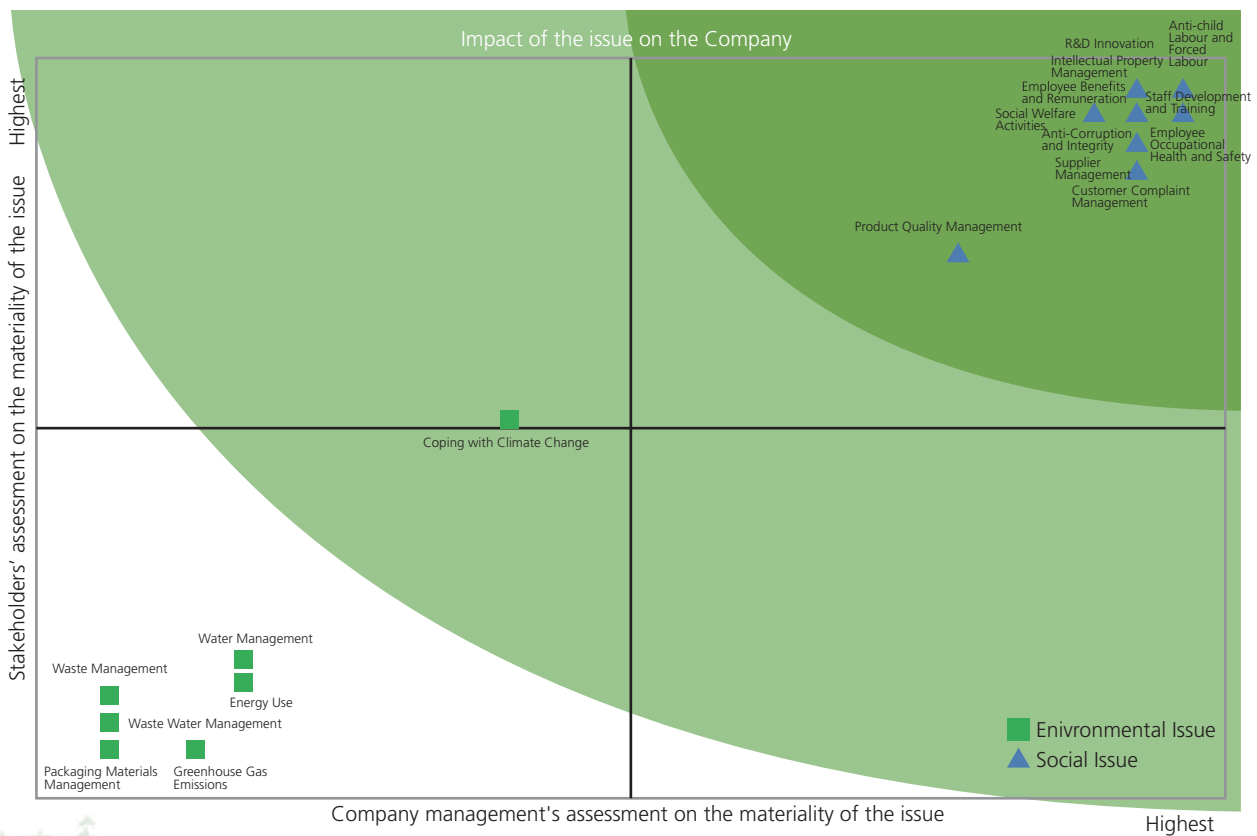 Impact of the issue on the Company
Anti-child
Labour and
Forced
Labour
R&D Innovation
Intellectual Property
Management
Employee Benefits
and Remuneration
Staff Development
and Training
Social Welfare
Activities
Anti-Corruption
and Integrity
Employee
Occupational
Health and Safety
Supplier
Management
Customer Complaint
Management
Product Quality Management
Highest
Stakeholders’ assessment on the materiality of the issue
Coping with Climate Change
Water Management
Waste Management
Energy Use
Waste Water Management
Packaging Materials
Management
Greenhouse Gas
Emissions
Enivronmental Issue
Social Issue
Company management's assessment on the materiality of the issue
Highest